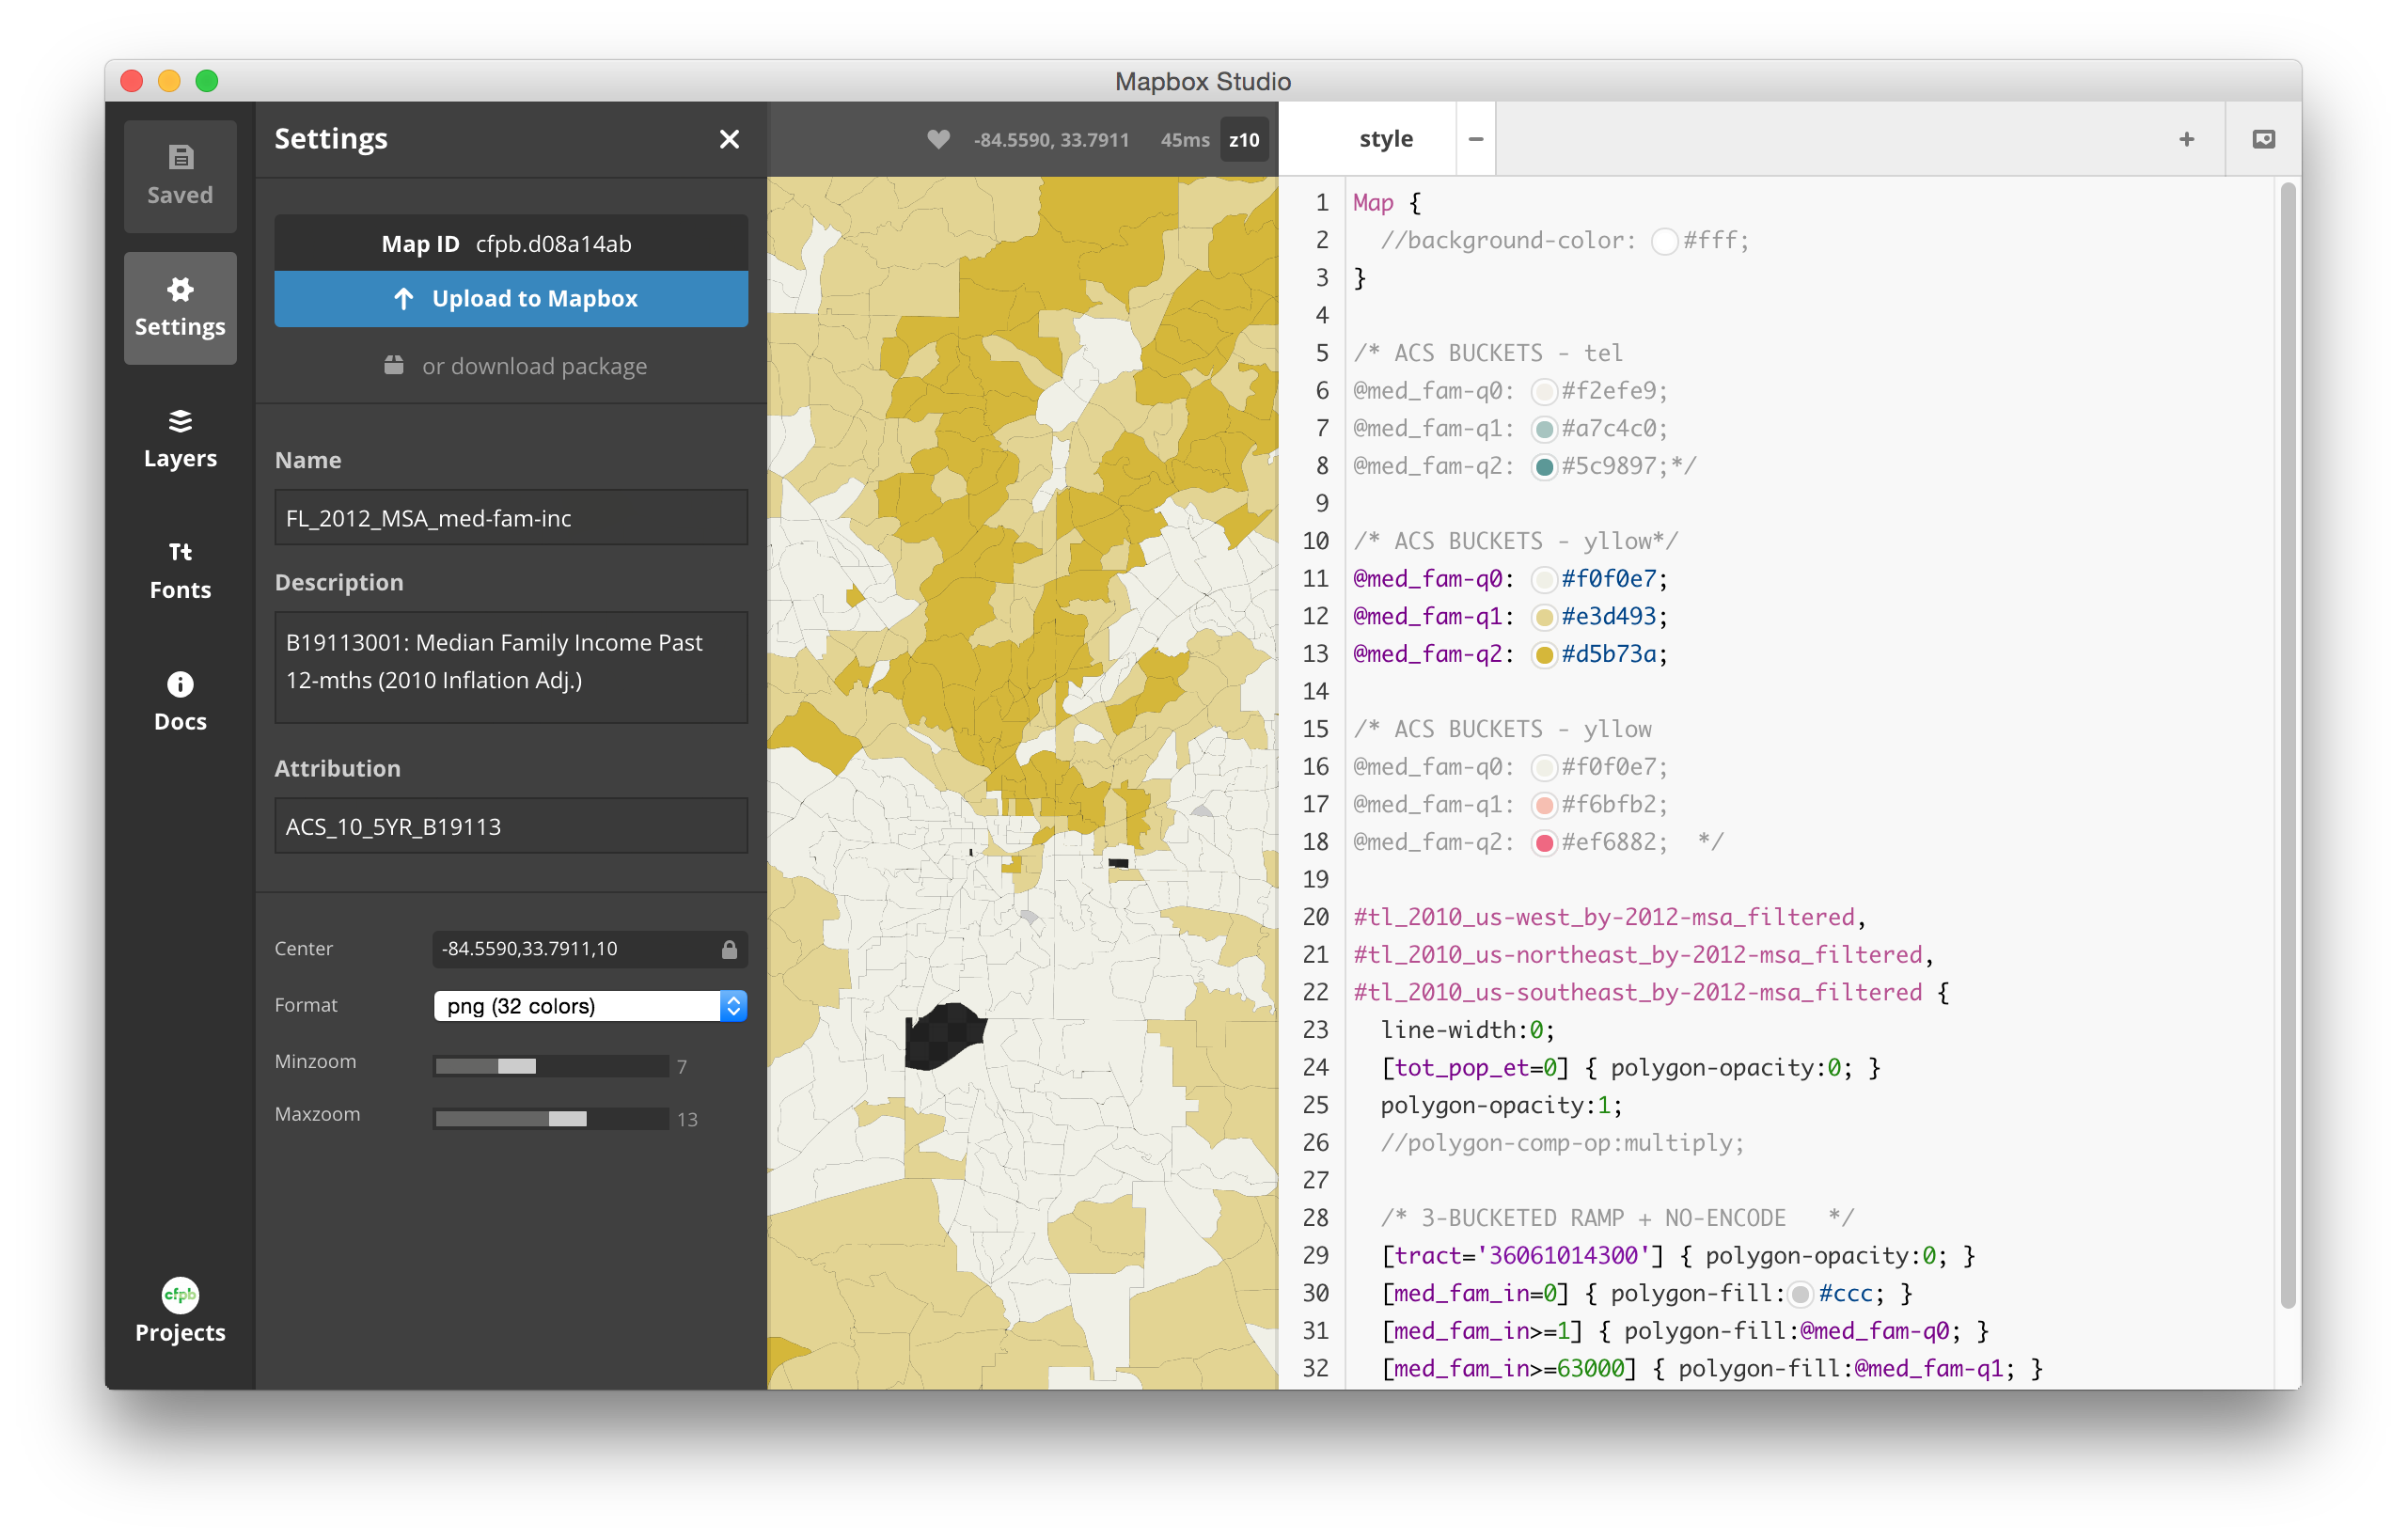 Mapbox Studio
Saved
Settings
Layers
Tt
Fonts
Docs
cfpb
Projects
Settings
Map ID cfpb.d08a14ab
Upload to Mapbox
or download package
Name
FL_2012_MSA_med-fam-inc
Description
B19113001: Median Family Income Past
12-mths (2010 Inflation Adj.)
Attribution
ACS_10_5YR_B19113
Center -84.5590,33.7911,10
Format png (32 colors)
Minzoom 7
Maxzoom 13
-84.5590, 33.7911 45ms z10
style
1 Map {
2 //background-color: #fff;
3 }
4
5 /* ACS BUCKETS - tel
6 @med_fam-q0: #f2efe9;
7 @med_fam-q1: #a7c4c0;
8 @med_fam-q2: #5c9897;*/
9
10 /* ACS BUCKETS - yllow*/
11 @med_fam-q0: #f0f0e7;
12 @med_fam-q1: #e3d493;
13 @med_fam-q2: #d5b73a;
14
15 /* ACS BUCKETS - yllow
16 @med_fam-q0: #f0f0e7;
17 @med_fam-q1: #f6bfb2;
18 @med_fam-q2: #ef6882; */
19
20 #tl_2010_us-west_by-2012-msa_filtered,
21 #tl_2010_us-northeast_by-2012-msa_filtered,
22 #tl_2010_us-southeast_by-2012-msa_filtered {
23 line-width:0;
24 [tot_pop_et=0] { polygon-opacity:0; }
25 polygon-opacity:1;
26 //polygon-comp-op:multiply;
27
28 /* 3-BUCKETED RAMP + NO-ENCODE */
29 [tract='36061014300'] { polygon-opacity:0; }
30 [med_fam_in=0] { polygon-fill: #ccc; }
31 [med_fam_in>=1] { polygon-fill:@med_fam-q0; }
32 [med_fam_in>=63000] { polygon-fill:@med_fam-q1; }